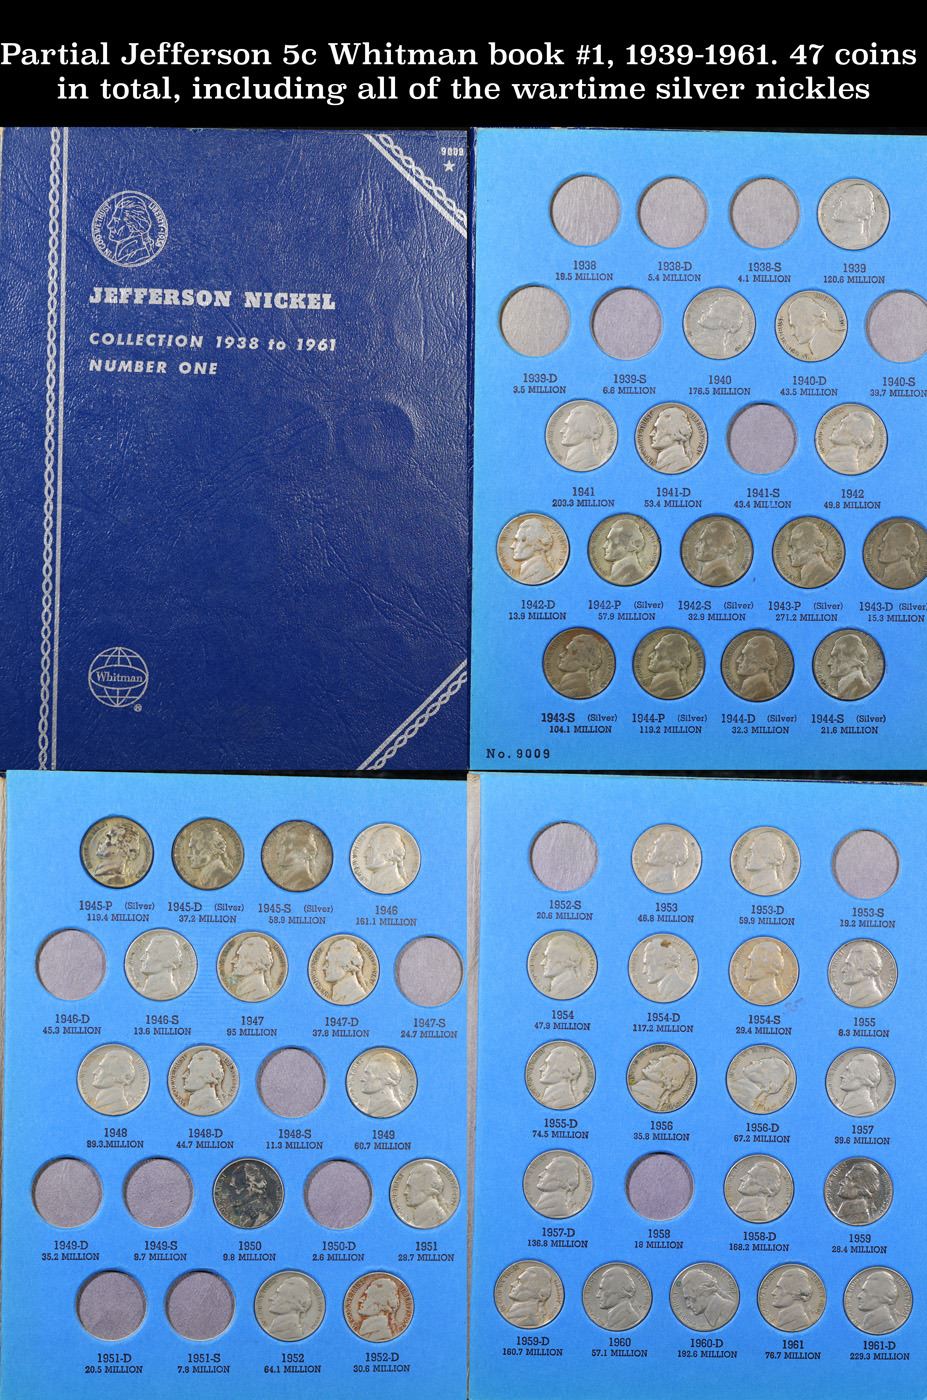 Partial Jefferson 5c Whitman book #1, 1939-1961. 47 coins
in total, including all of the wartime silver nickles
9009
IN GOD WE TRUST LIBERTY 1938
JEFFERSON NICKEL
COLLECTION 1938 to 1961
NUMBER ONE
Whitman
®
1938 1938-D 1938-S 1939
19.5 MILLION 5.4 MILLION 4.1 MILLION 120.6 MILLION
1939-D 1939-S 1940 1940-D 1940-S
3.5 MILLION 6.6 MILLION 176.5 MILLION 43.5 MILLION 39.7 MILLION
1941 1941-D 1941-S 1942
203.3 MILLION 53.4 MILLION 43.4 MILLION 49.8 MILLION
1942-D 1942-P (Silver) 1942-S (Silver) 1943-P (Silver) 1943-D (Silver)
13.9 MILLION 57.9 MILLION 32.9 MILLION 271.2 MILLION 15.3 MILLION
1943-S (Silver) 1944-P (Silver) 1944-D (Silver) 1944-S (Silver)
104.1 MILLION 119.2 MILLION 32.3 MILLION 21.6 MILLION
No. 9009
1945-P (Silver) 1945-D (Silver) 1945-S (Silver) 1946
119.4 MILLION 37.2 MILLION 58.9 MILLION 161.1 MILLION
1946-D 1946-S 1947 1947-D 1947-S
45.3 MILLION 13.6 MILLION 95 MILLION 37.8 MILLION 24.7 MILLION
1948 1948-D 1948-S 1949
89.3 MILLION 44.7 MILLION 11.3 MILLION 60.7 MILLION
1949-D 1949-S 1950 1950-D 1951
35.2 MILLION 9.7 MILLION 9.8 MILLION 2.6 MILLION 28.7 MILLION
1951-D 1951-S 1952 1952-D
20.5 MILLION 7.8 MILLION 64.1 MILLION 30.6 MILLION
1952-S 1953 1953-D 1953-S
20.6 MILLION 46.8 MILLION 59.9 MILLION 19.2 MILLION
1954 1954-D 1954-S 1955
47.9 MILLION 117.2 MILLION 29.4 MILLION 8.3 MILLION
1955-D 1956 1956-D 1957
74.5 MILLION 35.8 MILLION 67.2 MILLION 39.6 MILLION
1957-D 1958 1958-D 1959
136.8 MILLION 18 MILLION 168.2 MILLION 28.4 MILLION
1959-D 1960 1960-D 1961 1961-D
160.7 MILLION 57.1 MILLION 192.6 MILLION 76.7 MILLION 229.3 MILLION